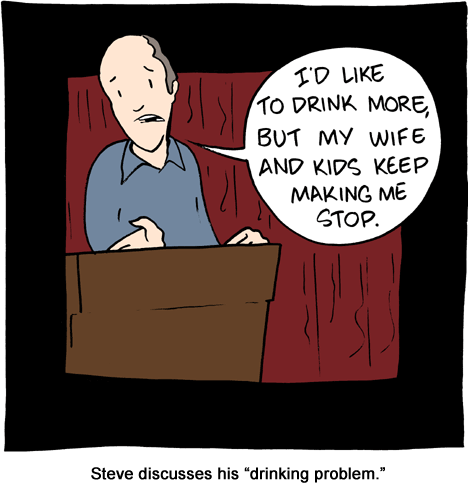 I'D LIKE
TO DRINK MORE,
BUT MY WIFE
AND KIDS KEEP
MAKING ME
STOP.
Steve discusses his “drinking problem.”